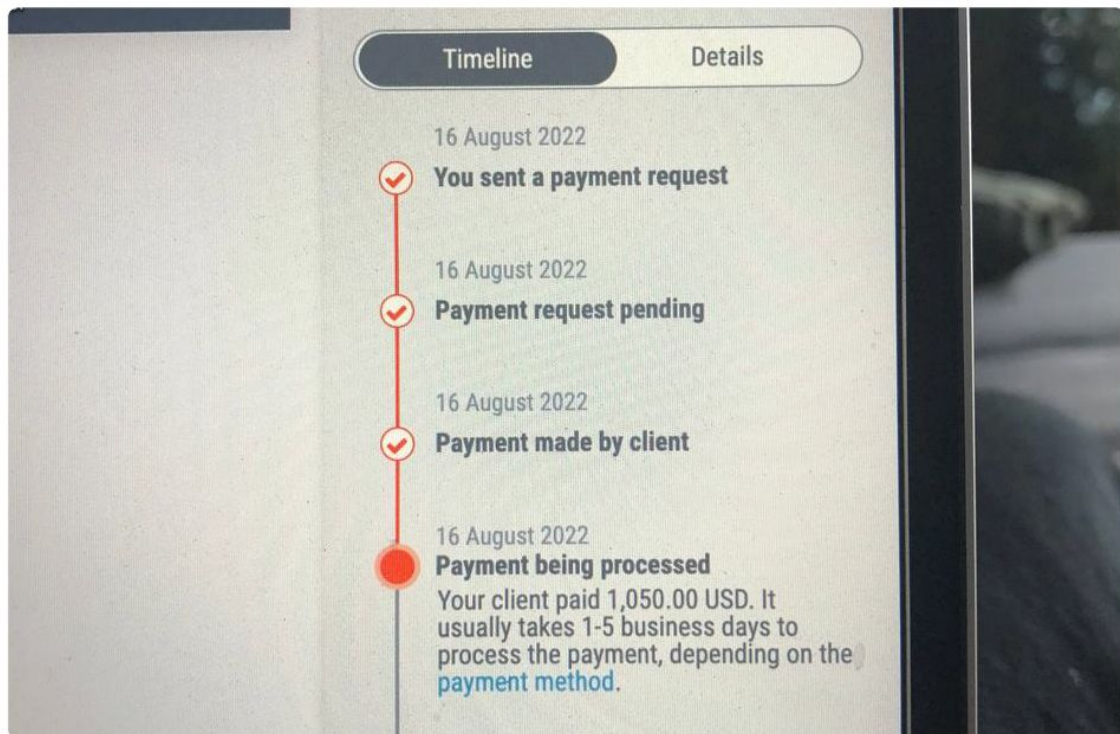 Timeline
Details
16 August 2022
You sent a payment request
16 August 2022
Payment request pending
16 August 2022
Payment made by client
16 August 2022
Payment being processed
Your client paid 1,050.00 USD. It
usually takes 1-5 business days to
process the payment, depending on the
payment method.